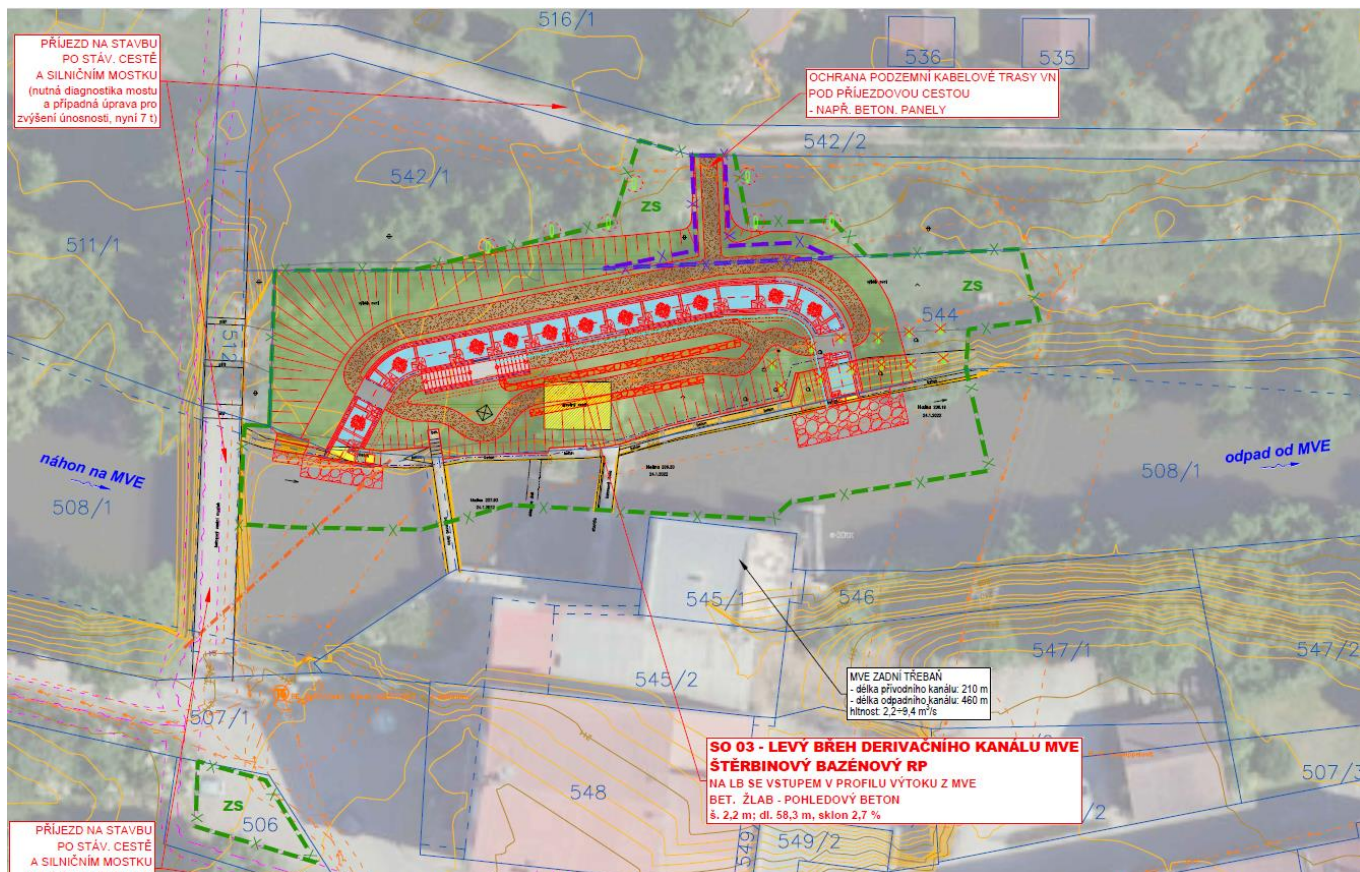 516/1
536
535
PŘÍJEZD NA STAVBU
PO STÁV. CESTĚ
A SILNIČNÍM MOSTKU
(nutná diagnostika mostu
a případná úprava pro
zvýšení únosnosti, nyní 7 t)
OCHRANA PODZEMNÍ KABELOVÉ TRASY VN
POD PŘÍJEZDOVOU CESTOU
- NAPŘ. BETON. PANELY
542/2
542/1
ZS
511/1
ZS
544
512
náhon na MVE
508/1
odpad od MVE
508/1
545/1
546
547/1
547/2
545/2
MVE ZADNÍ TŘEBAŇ
- délka přívodního kanálu: 210 m
- délka odpadního kanálu: 460 m
hltnost: 2,2÷9,4 m³/s
507/1
SO 03 - LEVÝ BŘEH DERIVAČNÍHO KANÁLU MVE
ŠTĚRBINOVÝ BAZÉNOVÝ RP
NA LB SE VSTUPEM V PROFILU VÝTOKU Z MVE
BET. ŽLAB - POHLEDOVÝ BETON
š. 2,2 m; dl. 58,3 m, sklon 2,7 %
507/3
548
ZS
506
549
549/2
PŘÍJEZD NA STAVBU
PO STÁV. CESTĚ
A SILNIČNÍM MOSTKU